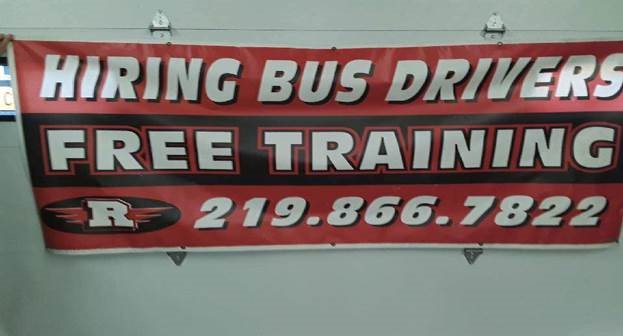 HIRING BUS DRIVERS
FREE TRAINING
R 219.866.7822